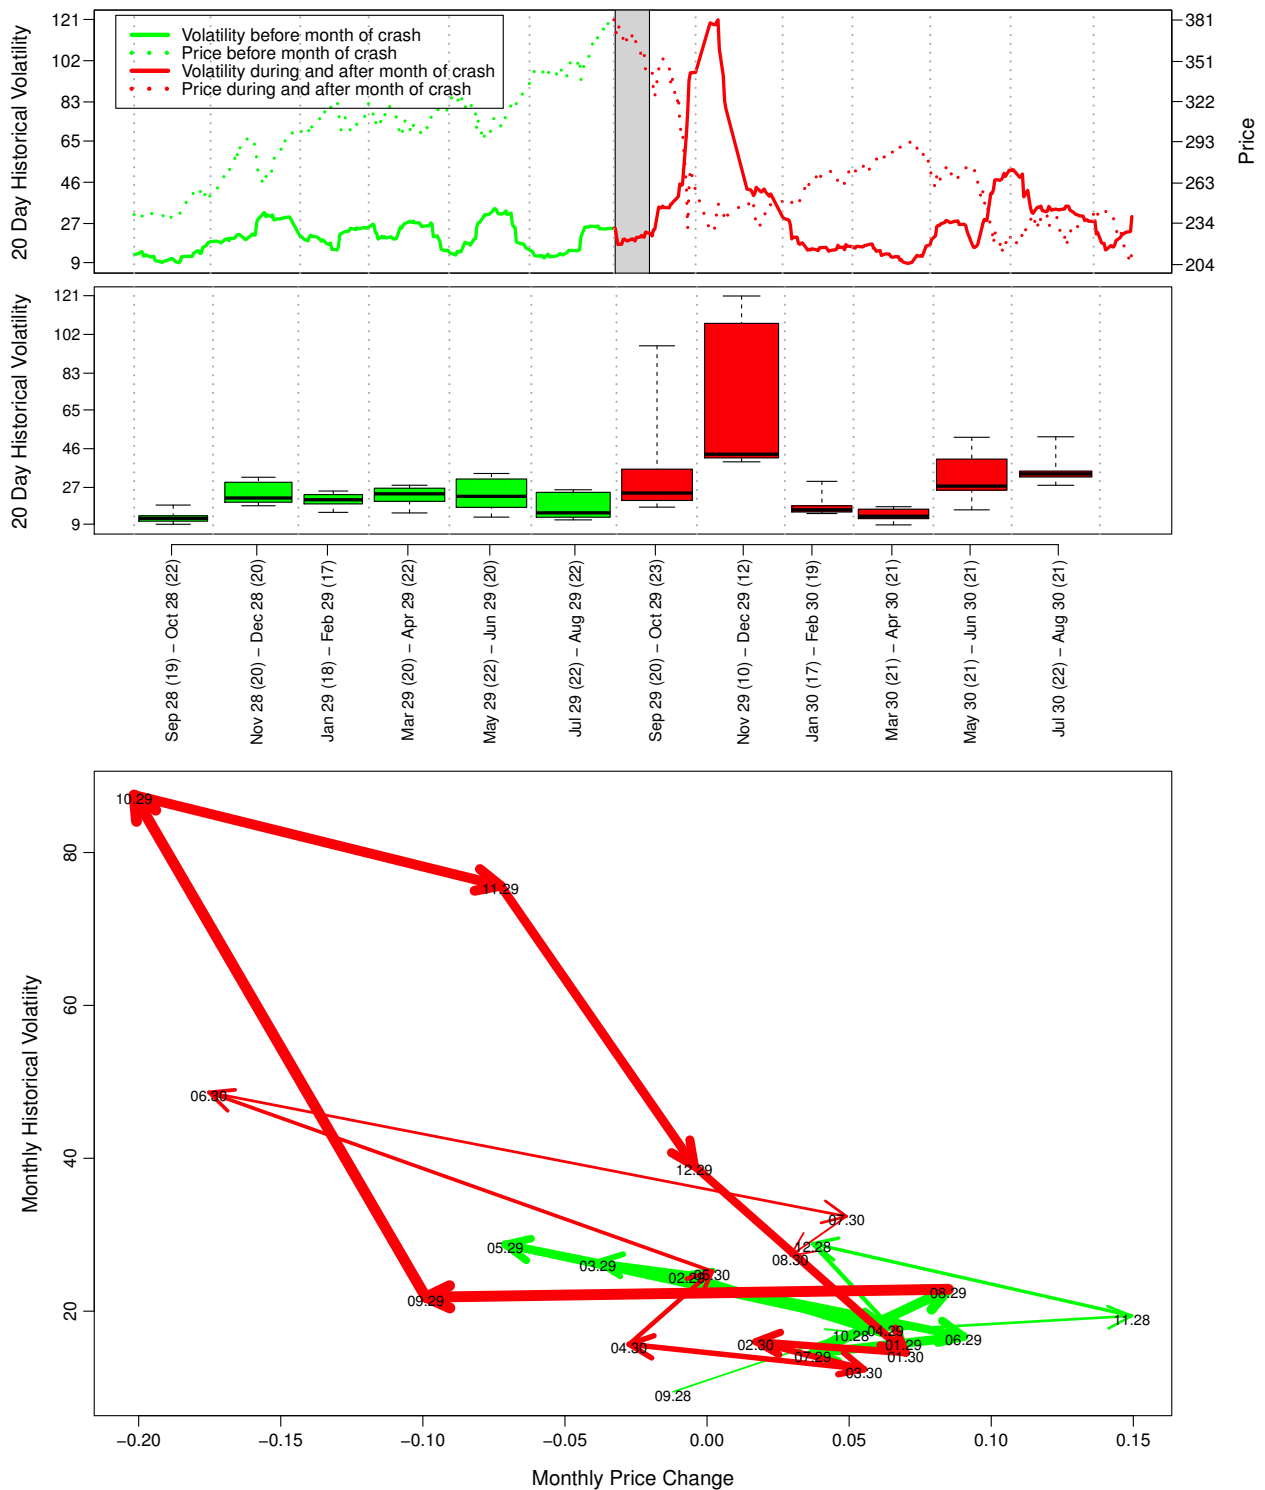 20 Day Historical Volatility
121
102
83
65
46
27
9
Volatility before month of crash
Price before month of crash
Volatility during and after month of crash
Price during and after month of crash
381
351
322
293
263
234
204
Price
20 Day Historical Volatility
121
102
83
65
46
27
9
Sep 28 (19) − Oct 28 (22)
Nov 28 (20) − Dec 28 (20)
Jan 29 (18) − Feb 29 (17)
Mar 29 (20) − Apr 29 (22)
May 29 (22) − Jun 29 (20)
Jul 29 (22) − Aug 29 (22)
Sep 29 (20) − Oct 29 (23)
Nov 29 (10) − Dec 29 (12)
Jan 30 (17) − Feb 30 (19)
Mar 30 (21) − Apr 30 (21)
May 30 (21) − Jun 30 (21)
Jul 30 (22) − Aug 30 (21)
Monthly Historical Volatiity
80
60
40
20
10.29
11.29
06.30
12.29
07.30
05.29
12.28
08.30
03.29
02.29
05.30
08.29
09.29
11.28
04.29
10.28
06.29
04.30
02.30
01.29
07.29
01.30
03.30
09.28
−0.20
−0.15
−0.10
−0.05
0.00
0.05
0.10
0.15
Monthly Price Change